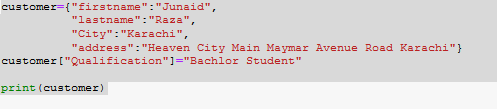 customer={"firstname":"Junaid",
"lastname":"Raza",
"City":"Karachi",
"address":"Heaven City Main Maymar Avenue Road Karachi"}
customer["Qualification"]="Bachlor Student"
print(customer)